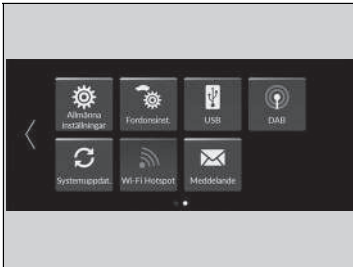 Allmänna
inställningar
Fordonsinst.
USB
DAB
Systemuppdat.
Wi-Fi Hotspot
Meddelande